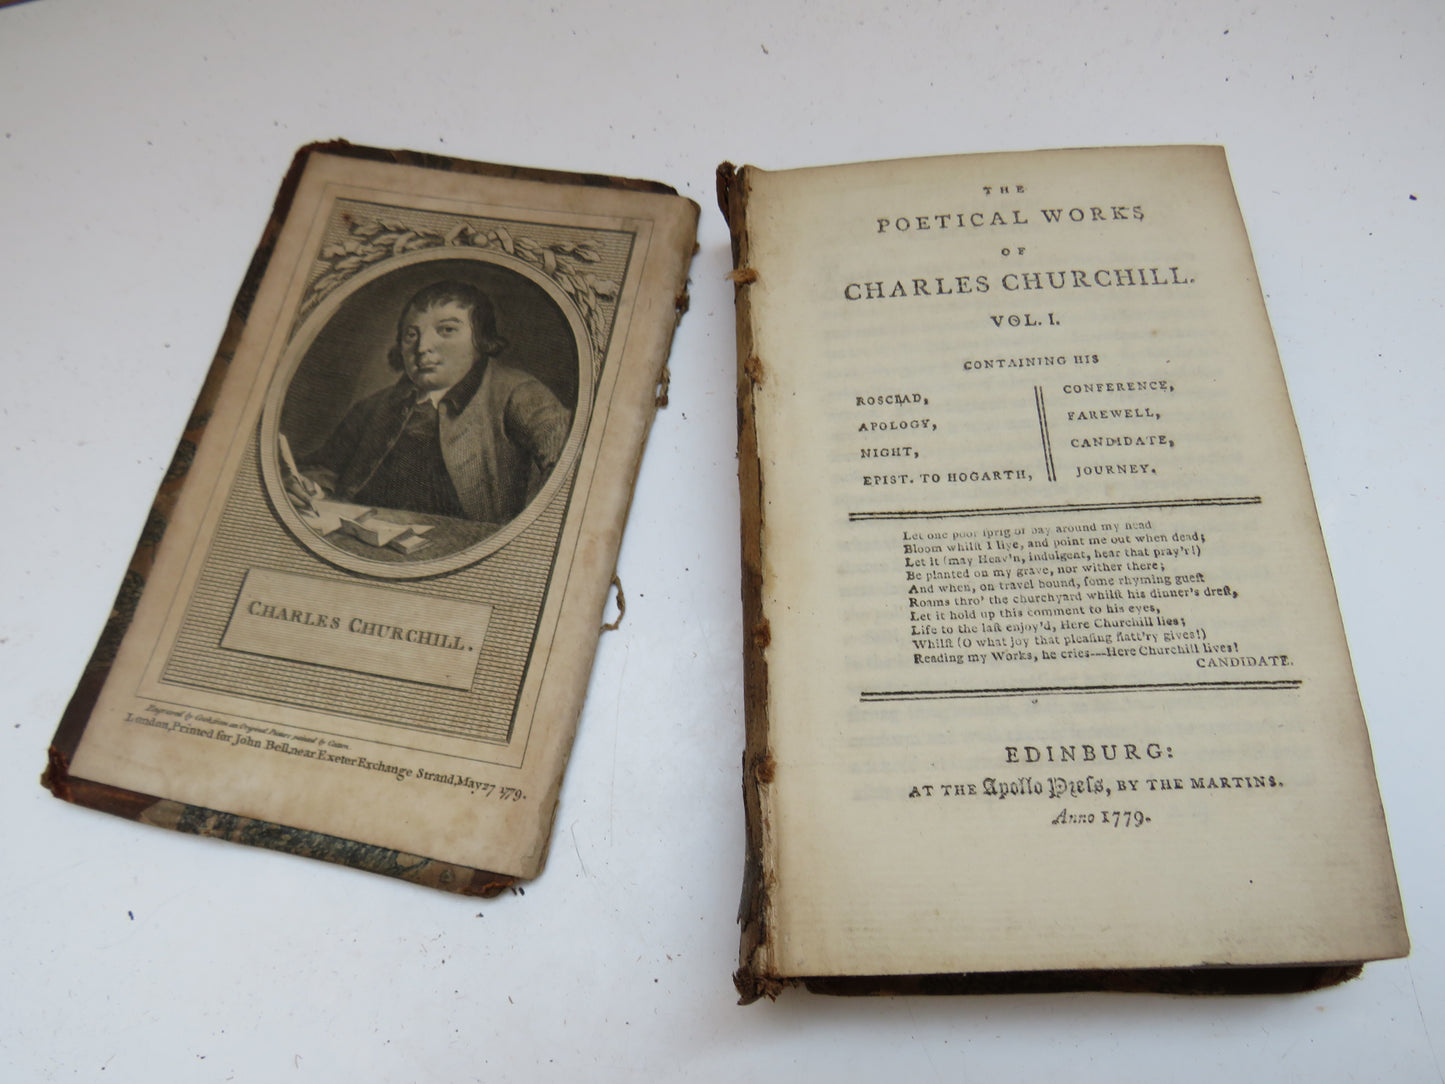 CHARLES CHURCHILL.
Engraved by Cook from an Original Picture painted by Catton.
London, Printed for John Bell near Exeter Exchange Strand, May 27 1779.
THE
POETICAL WORKS
OF
CHARLES CHURCHILL.
VOL. I.
CONTAINING HIS
ROSCIAD,
APOLOGY,
NIGHT,
EPIST. TO HOGARTH,
CONFERENCE,
FAREWELL,
CANDIDATE,
JOURNEY.
Let one poor ſprig of bay around my head
Bloom whilſt I live, and point me out when dead;
Let it (may Heav'n, indulgent, hear that pray'r!)
Be planted on my grave, nor wither there;
And when, on travel bound, ſome rhyming gueſt
Roams thro' the churchyard whilſt his dinner's dreſt,
Let it hold up this comment to his eyes,
Life to the laſt enjoy'd, Here Churchill lies;
Whilſt (O what joy that pleaſing flatt'ry gives!)
Reading my Works, he cries---Here Churchill lives!
CANDIDATE.
EDINBURG:
AT THE Apollo Preſs, BY THE MARTINS.
Anno 1779.